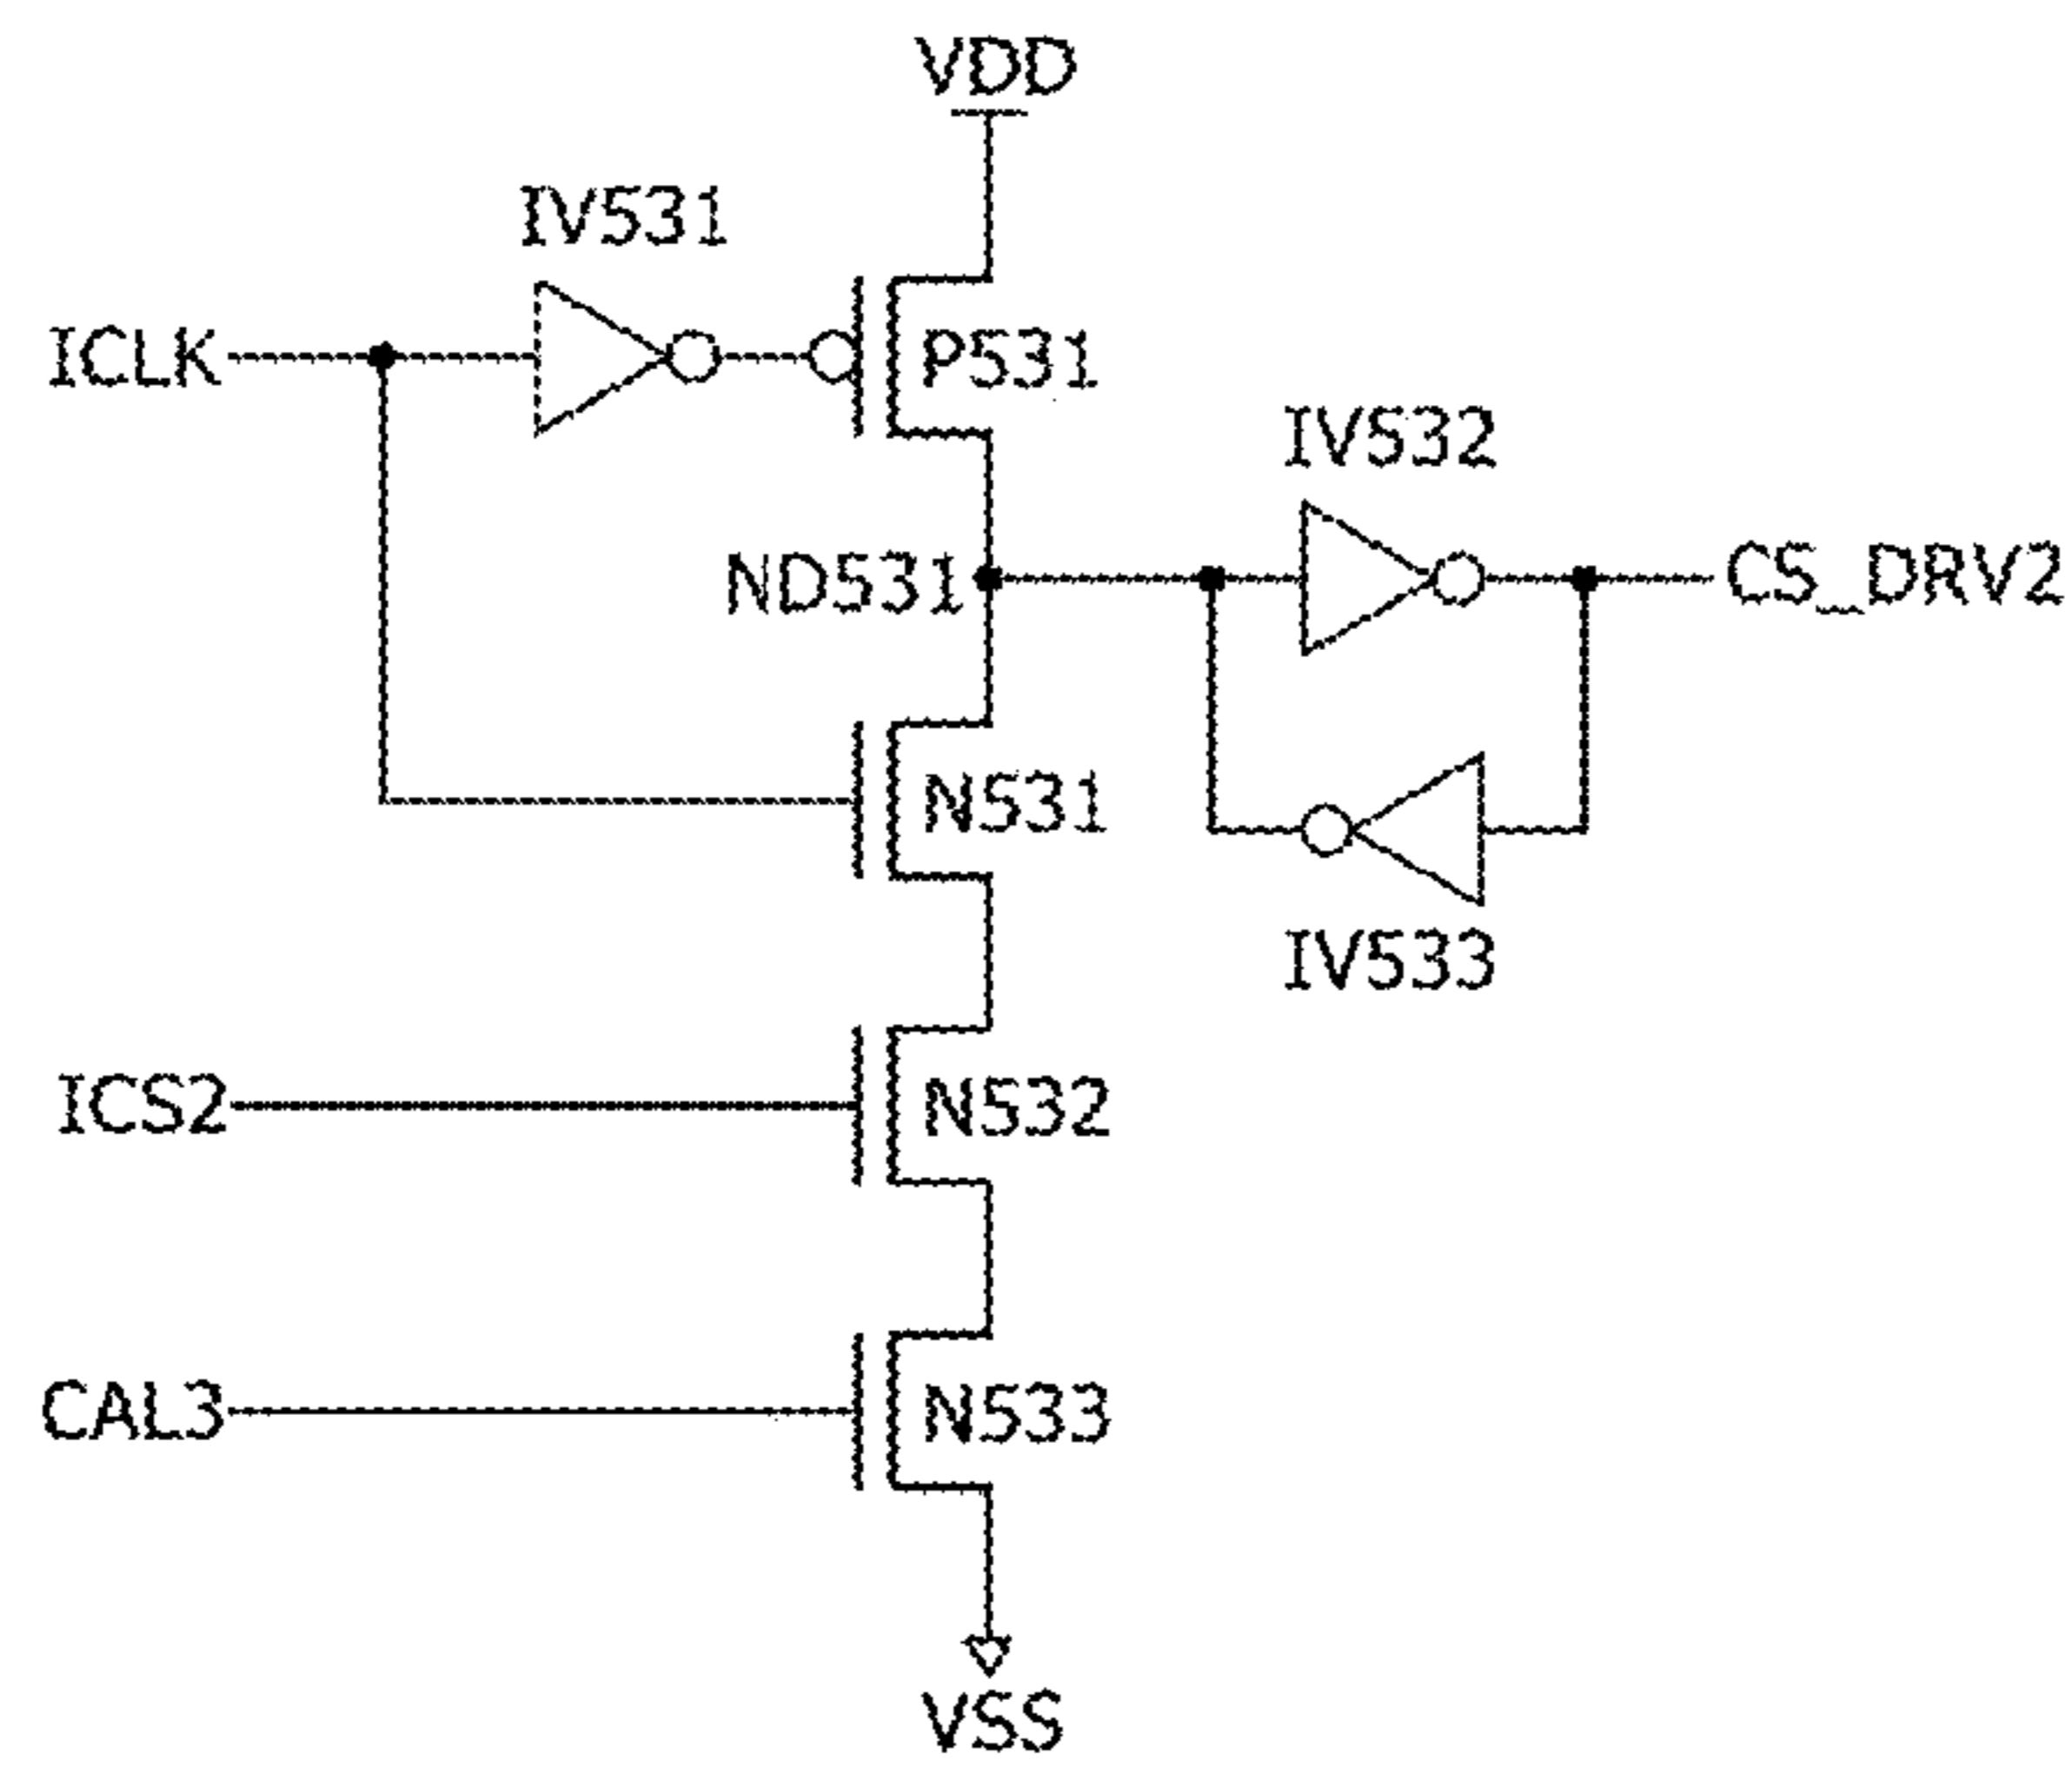 VDD
IV531
ICLK
P531
IV532
ND531
CS_DRV2
N531
IV533
ICS2
N532
CAL3
N533
VSS